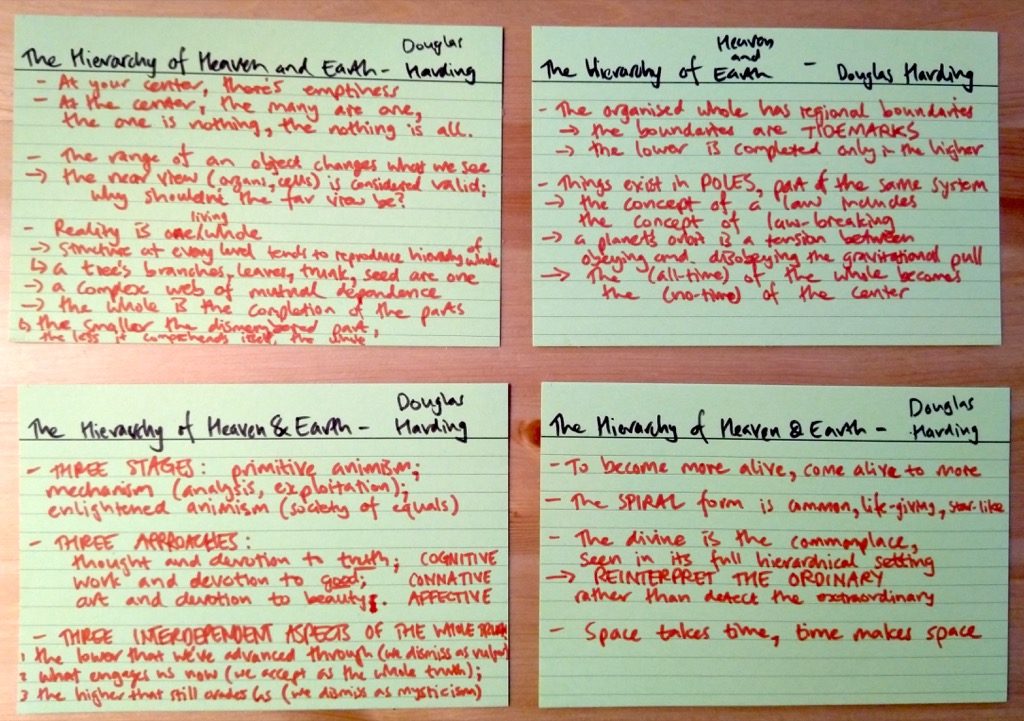 Douglas
The Hierarchy of Heaven and Earth - Harding
- At your center, there's emptiness
- At the center, the many are one,
the one is nothing, the nothing is all.
- The range of an object changes what we see
→ the near view (organs, cells) is considered valid;
why shouldn't the far view be?
living
- Reality is one/whole
→ structure at every level tends to reproduce hierarchy of whole
↳ a tree's branches, leaves, trunk, seed are one
→ a complex web of mutual dependence
→ the whole is the completion of the parts
↳ the smaller the dismembered part,
the less it comprehends itself, the whole
Heaven
and
The Hierarchy of Earth - Douglas Harding
- The organised whole has regional boundaries
→ the boundaries are TIDEMARKS
→ the lower is completed only in the higher
- Things exist in POLES, part of the same system
→ the concept of a law includes
the concept of law-breaking
→ a planet's orbit is a tension between
obeying and disobeying the gravitational pull
→ The (all-time) of the whole becomes
the (no-time) of the center
Douglas
The Hierarchy of Heaven & Earth - Harding
- THREE STAGES: primitive animism;
mechanism (analysis, exploitation);
enlightened animism (society of equals)
- THREE APPROACHES:
thought and devotion to truth; COGNITIVE
work and devotion to good; CONNATIVE
art and devotion to beauty. AFFECTIVE
- THREE INTERDEPENDENT ASPECTS OF THE WHOLE TRUTH
1 the lower that we've advanced through (we dismiss as vulgar)
2 what engages us now (we accept as the whole truth);
3 the higher that still evades us (we dismiss as mysticism)
Douglas
The Hierarchy of Heaven & Earth - Harding
- To become more alive, come alive to more
- The SPIRAL form is common, life-giving, star-like
- The divine is the commonplace,
seen in its full hierarchical setting
→ REINTERPRET THE ORDINARY
rather than detect the extraordinary
- Space takes time, time makes space